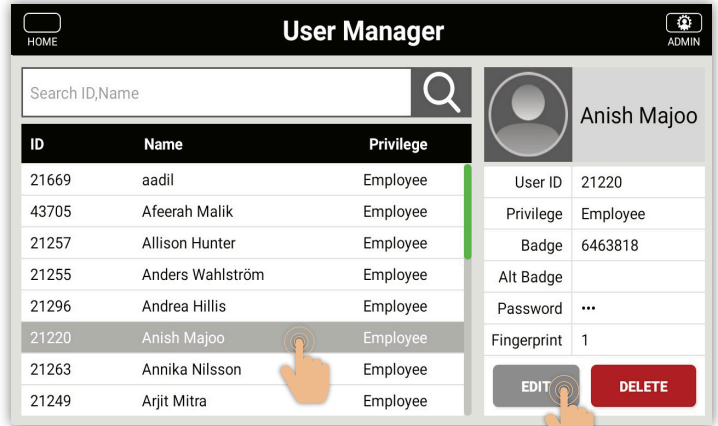 HOME
User Manager
ADMIN
Search ID,Name
ID Name Privilege
21669 aadil Employee
43705 Afeerah Malik Employee
21257 Allison Hunter Employee
21255 Anders Wahlström Employee
21296 Andrea Hillis Employee
21220 Anish Majoo Employee
21263 Annika Nilsson Employee
21249 Arjit Mitra Employee
Anish Majoo
User ID 21220
Privilege Employee
Badge 6463818
Alt Badge
Password •••
Fingerprint 1
EDIT
DELETE